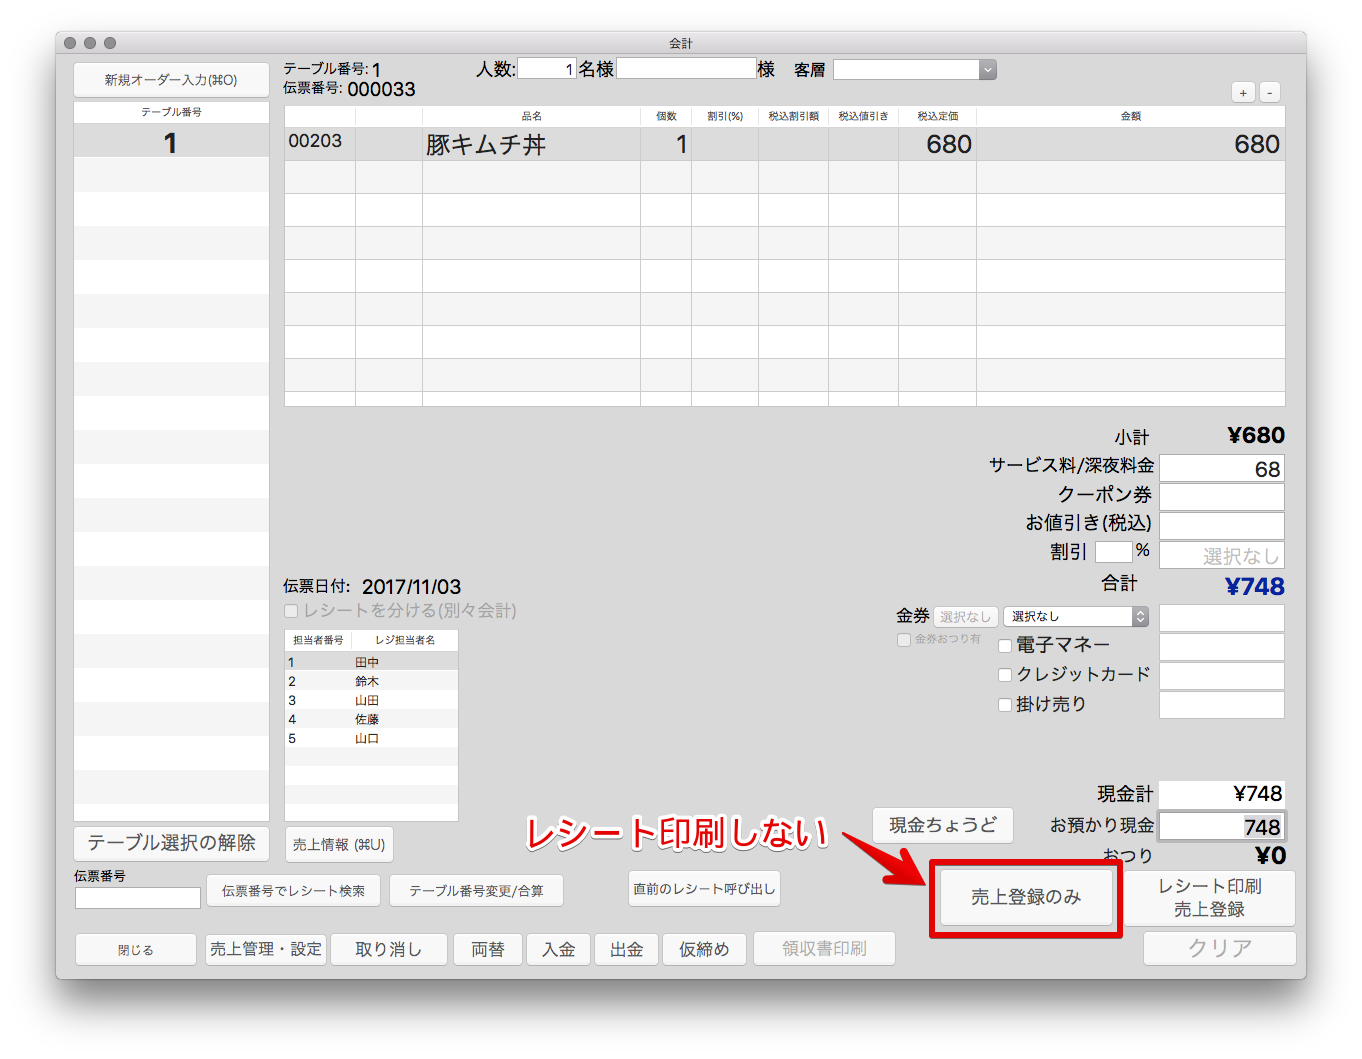 会計
新規オーダー入力(⌘O)
テーブル番号
1
テーブル番号: 1
人数: 1 名様 様 客層
伝票番号: 000033
+ -
品名 個数 割引(%) 税込割引額 税込値引き 税込定価 金額
00203 豚キムチ丼 1 680 680
小計 ¥680
サービス料/深夜料金 68
クーポン券
お値引き(税込)
割引 % 選択なし
合計 ¥748
伝票日付: 2017/11/03
レシートを分ける(別々会計)
金券 選択なし 選択なし
金券おつり有
電子マネー
クレジットカード
掛け売り
担当者番号 レジ担当者名
1 田中
2 鈴木
3 山田
4 佐藤
5 山口
現金計 ¥748
レシート印刷しない
現金ちょうど
お預かり現金 748
おつり ¥0
テーブル選択の解除
売上情報 (⌘U)
伝票番号
伝票番号でレシート検索
テーブル番号変更/合算
直前のレシート呼び出し
売上登録のみ
レシート印刷
売上登録
閉じる
売上管理・設定
取り消し
両替
入金
出金
仮締め
領収書印刷
クリア